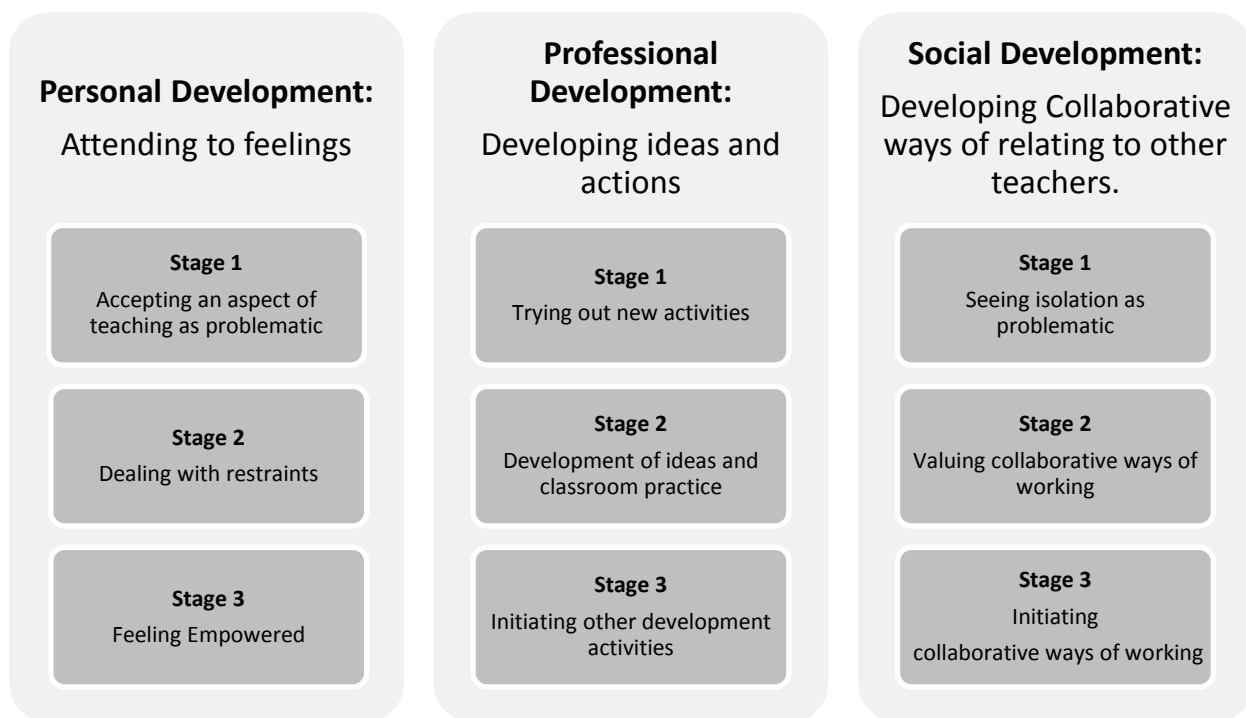 Personal Development:
Attending to feelings
Stage 1
Accepting an aspect of
teaching as problematic
Stage 2
Dealing with restraints
Stage 3
Feeling Empowered
Professional
Development:
Developing ideas and
actions
Stage 1
Trying out new activities
Stage 2
Development of ideas and
classroom practice
Stage 3
Initiating other development
activities
Social Development:
Developing Collaborative
ways of relating to other
teachers.
Stage 1
Seeing isolation as
problematic
Stage 2
Valuing collaborative ways of
working
Stage 3
Initiating
collaborative ways of working